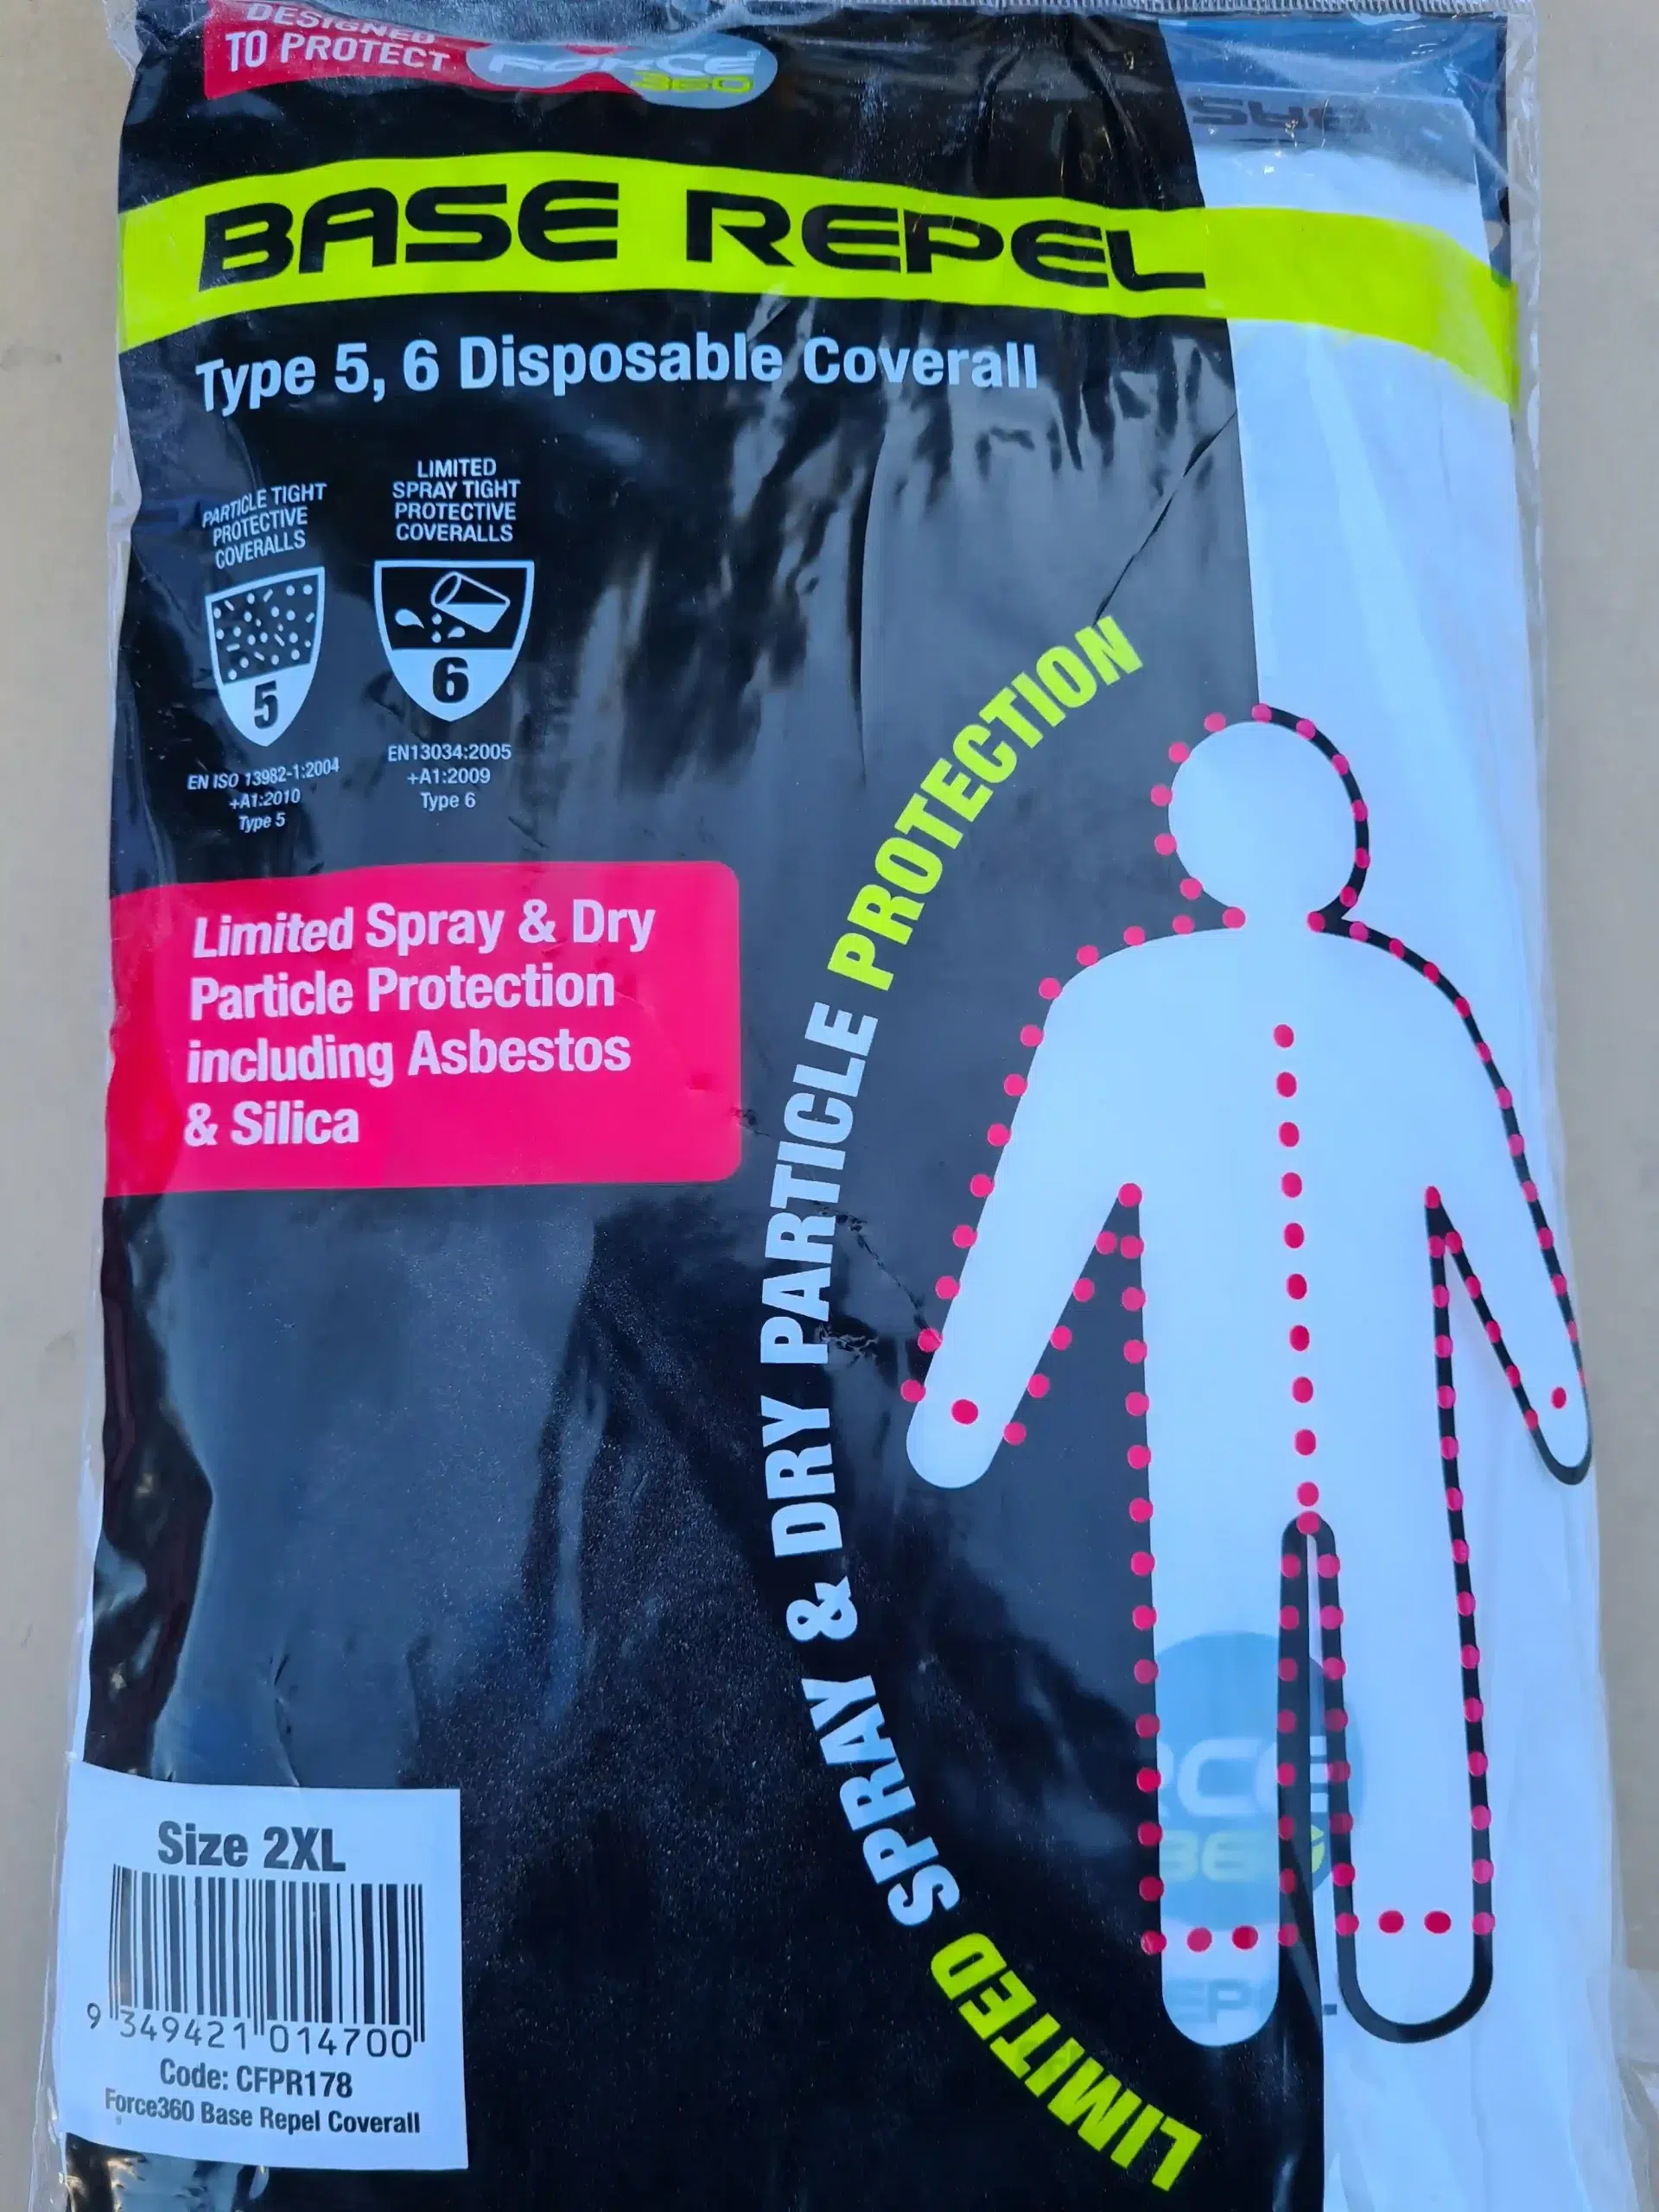 DESIGNED
TO PROTECT
FORCE
360
BASE REPEL
Type 5, 6 Disposable Coverall
PARTICLE TIGHT
PROTECTIVE
COVERALLS
5
EN ISO 13982-1:2004
+A1:2010
Type 5
LIMITED
SPRAY TIGHT
PROTECTIVE
COVERALLS
6
EN13034:2005
+A1:2009
Type 6
Limited Spray & Dry
Particle Protection
including Asbestos
& Silica
LIMITED SPRAY & DRY PARTICLE PROTECTION
RCE
360
EPEL
Size 2XL
9 349421 014700
Code: CFPR178
Force360 Base Repel Coverall